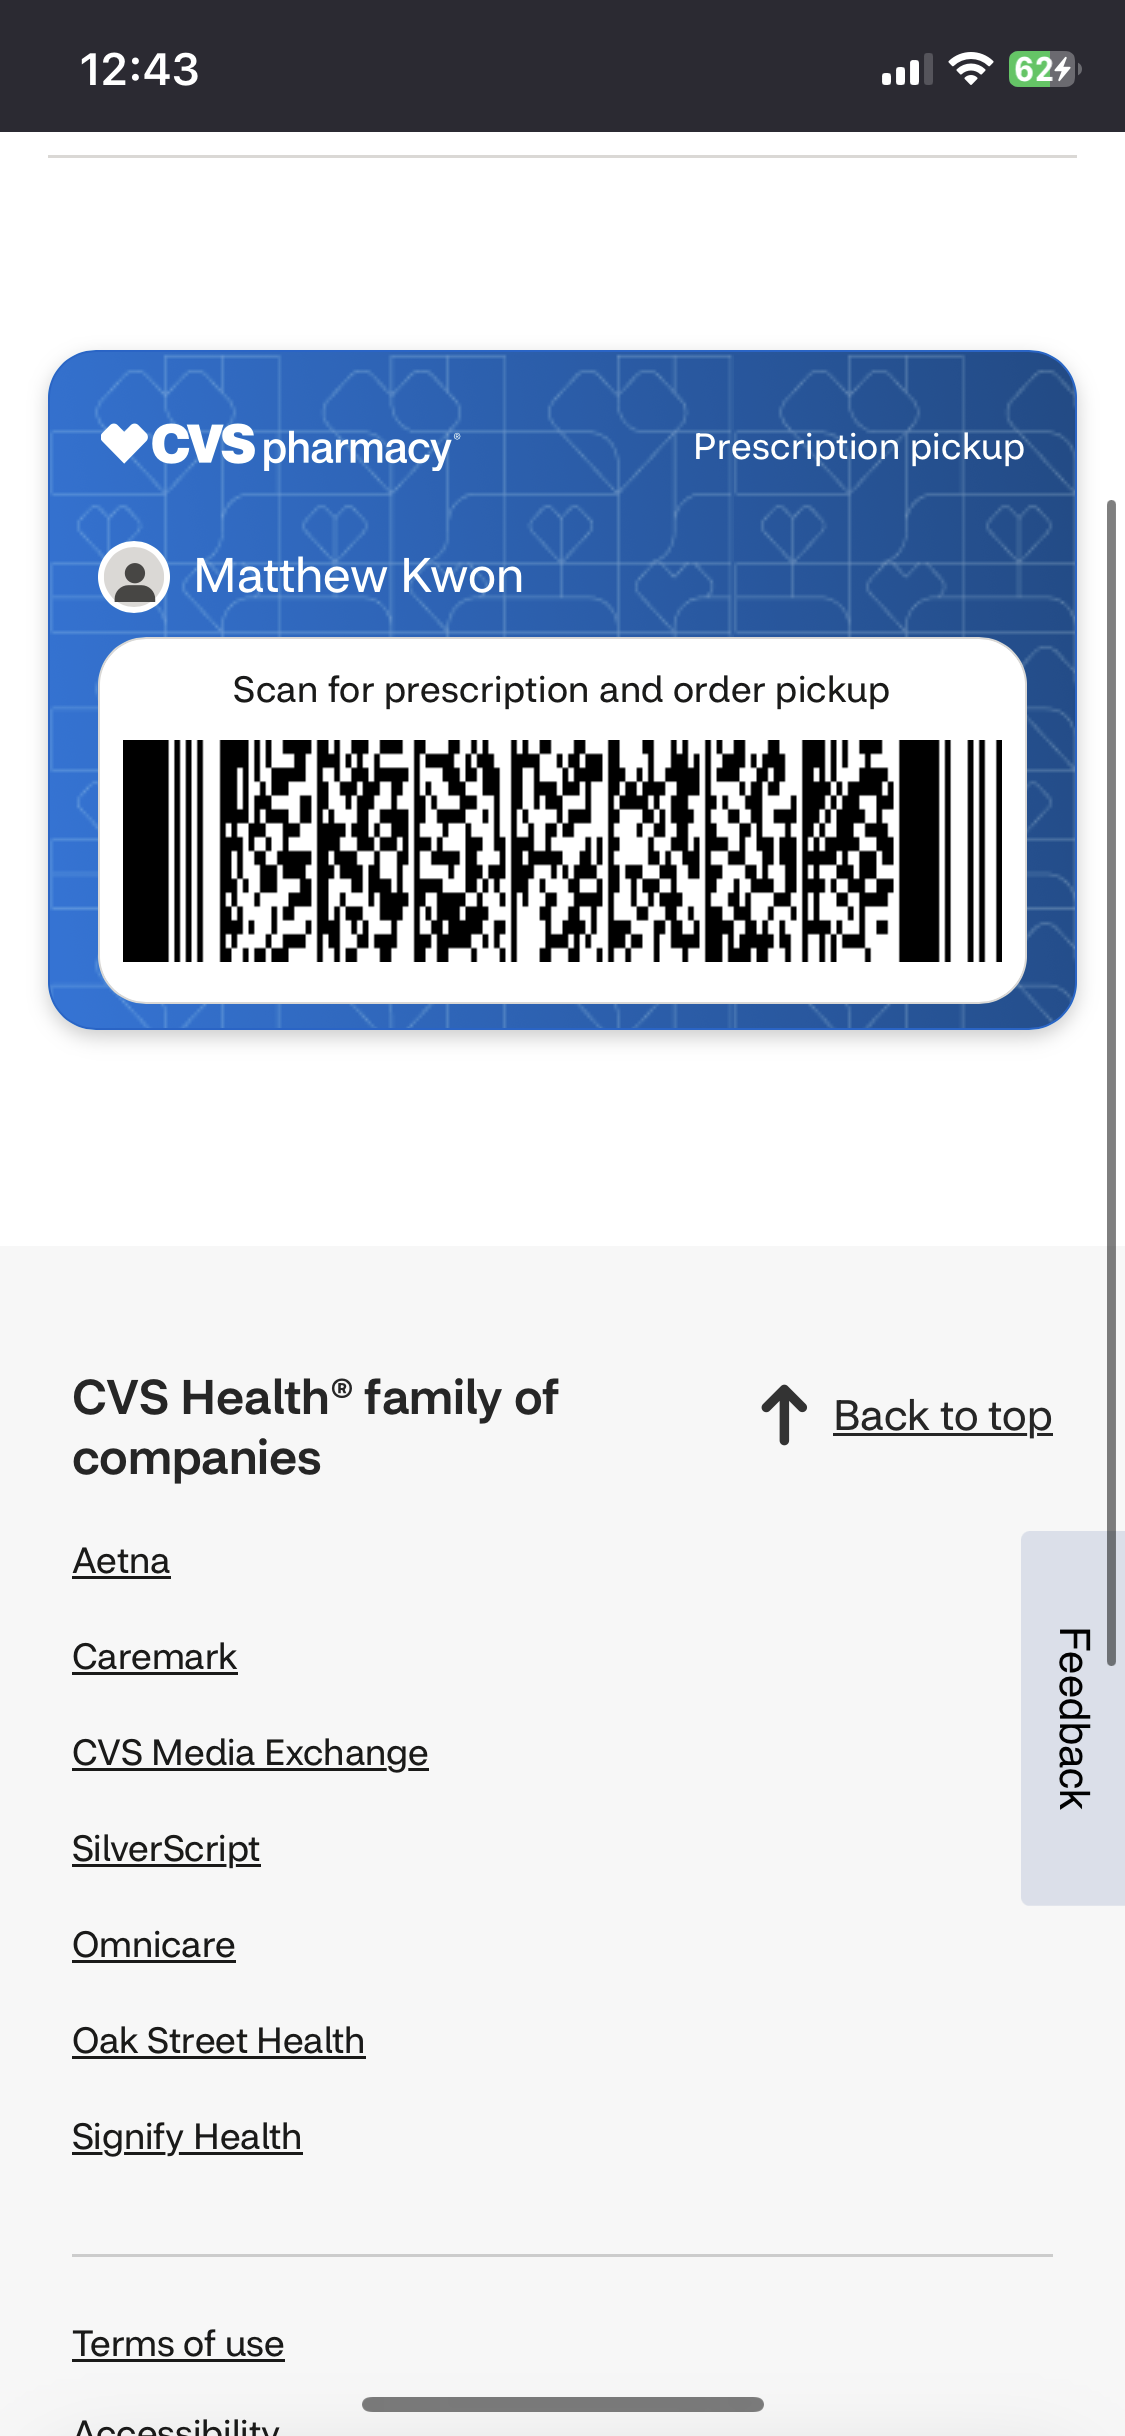 12:43
62
CVS pharmacy®
Prescription pickup
Matthew Kwon
Scan for prescription and order pickup
CVS Health® family of
companies
Back to top
Aetna
Caremark
CVS Media Exchange
SilverScript
Omnicare
Oak Street Health
Signify Health
Feedback
Terms of use
Accessibility